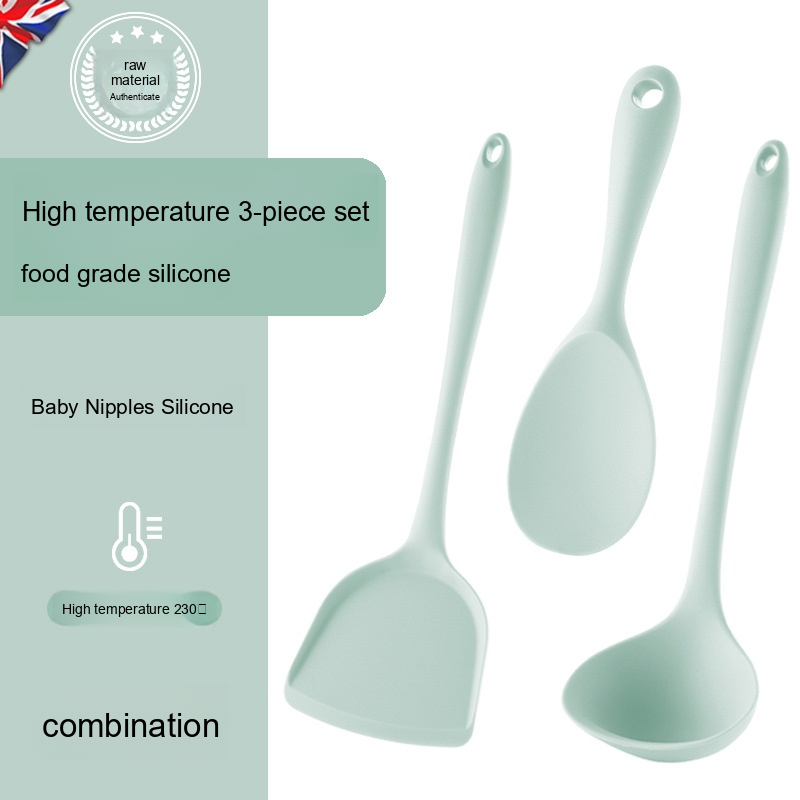 raw
material
Authenticate
High temperature 3-piece set
food grade silicone
Baby Nipples Silicone
High temperature 230□
combination